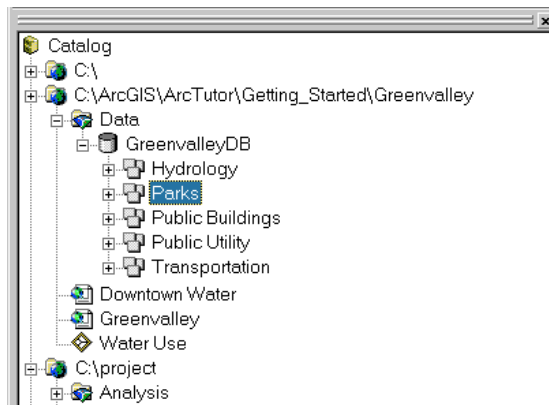 Catalog
C:\
C:\ArcGIS\ArcTutor\Getting_Started\Greenvalley
Data
GreenvalleyDB
Hydrology
Parks
Public Buildings
Public Utility
Transportation
Downtown Water
Greenvalley
Water Use
C:\project
Analysis